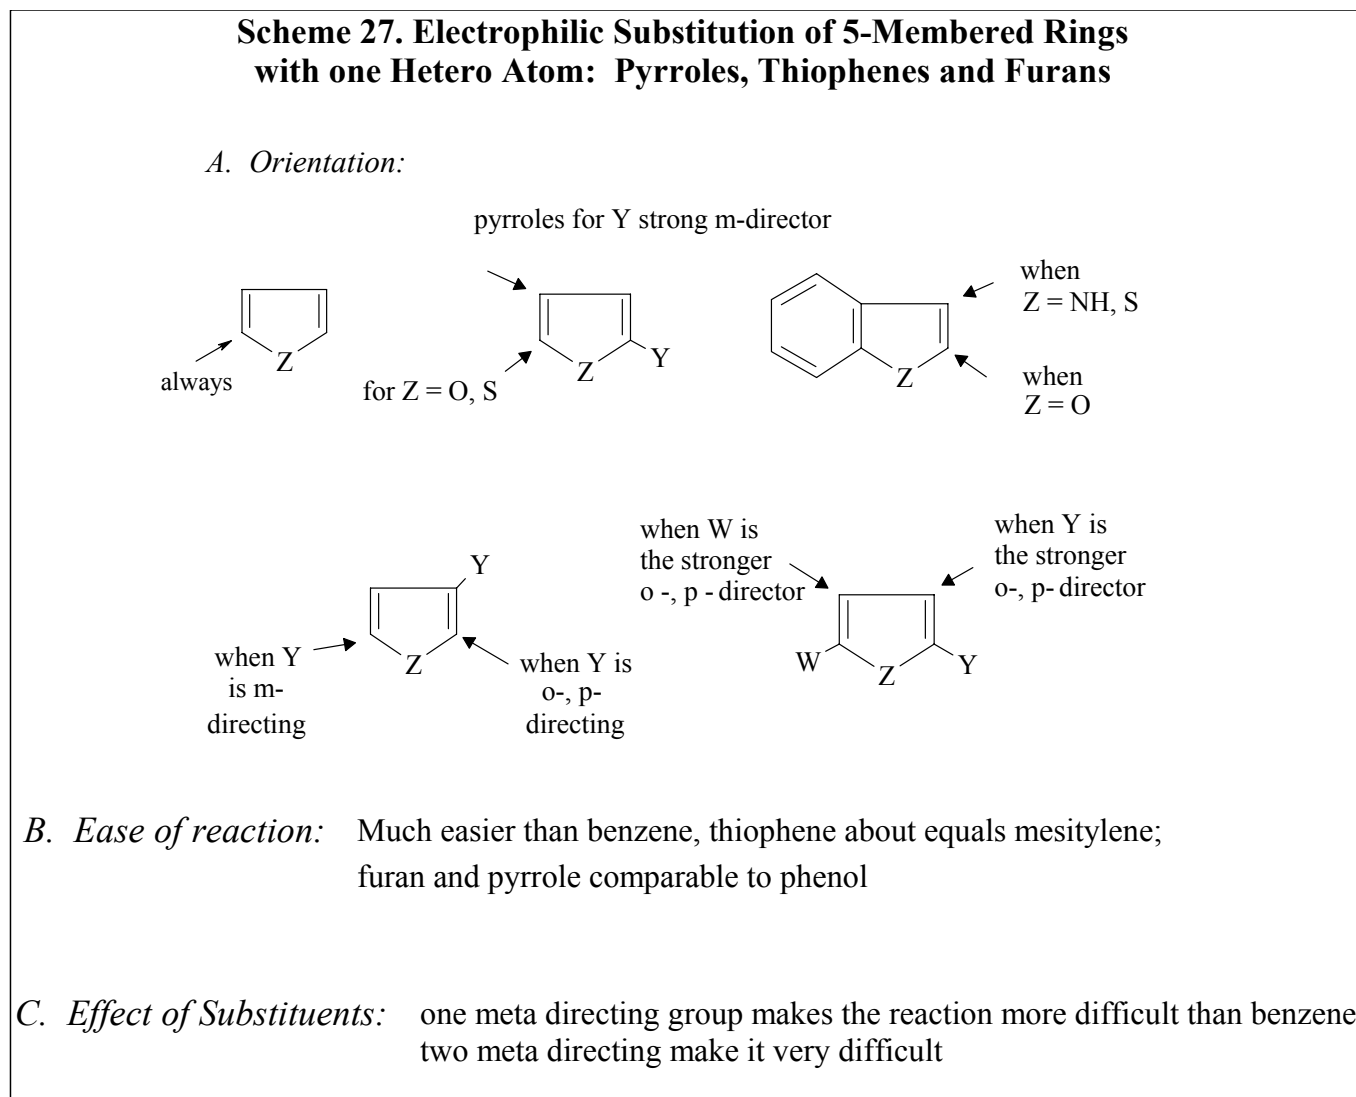 Scheme 27. Electrophilic Substitution of 5-Membered Rings
with one Hetero Atom: Pyrroles, Thiophenes and Furans
A. Orientation:
pyrroles for Y strong m-director
Z
always
Z
Y
for Z = O, S
Z
when
Z = NH, S
when
Z = O
Y
Z
when Y
is m-
directing
when Y is
o-, p-
directing
when W is
the stronger
o -, p - director
when Y is
the stronger
o-, p- director
W
Z
Y
B. Ease of reaction: Much easier than benzene, thiophene about equals mesitylene;
furan and pyrrole comparable to phenol
C. Effect of Substituents: one meta directing group makes the reaction more difficult than benzene
two meta directing make it very difficult